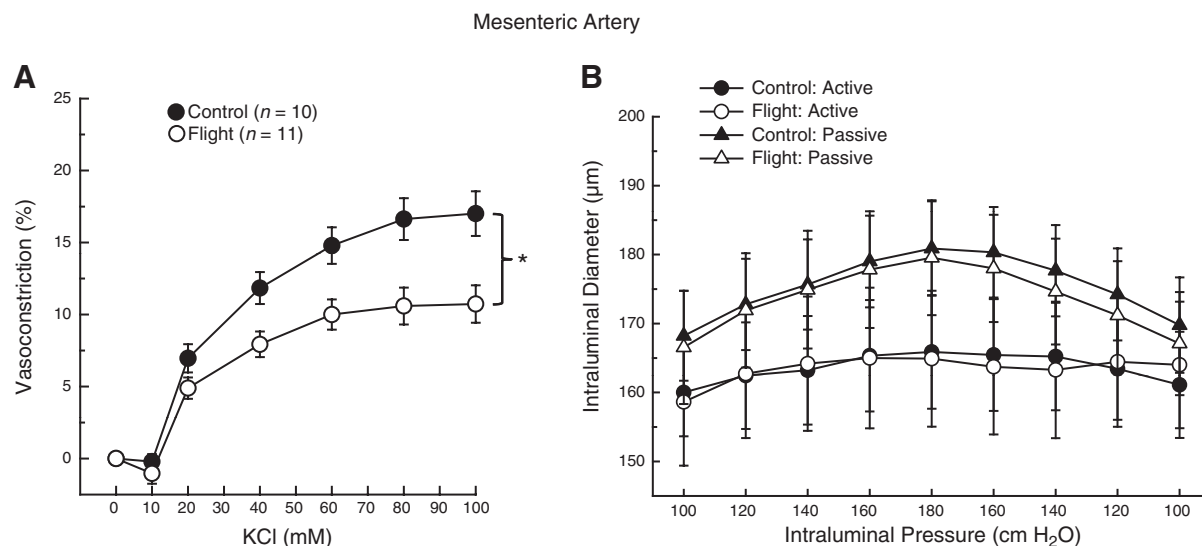 Mesenteric Artery
A
Control (n = 10)
Flight (n = 11)
*
Vasoconstriction (%)
25
20
15
10
5
0
0 10 20 30 40 50 60 70 80 90 100
KCl (mM)
B
Control: Active
Flight: Active
Control: Passive
Flight: Passive
Intraluminal Diameter (µm)
200
190
180
170
160
150
100 120 140 160 180 160 140 120 100
Intraluminal Pressure (cm H₂O)